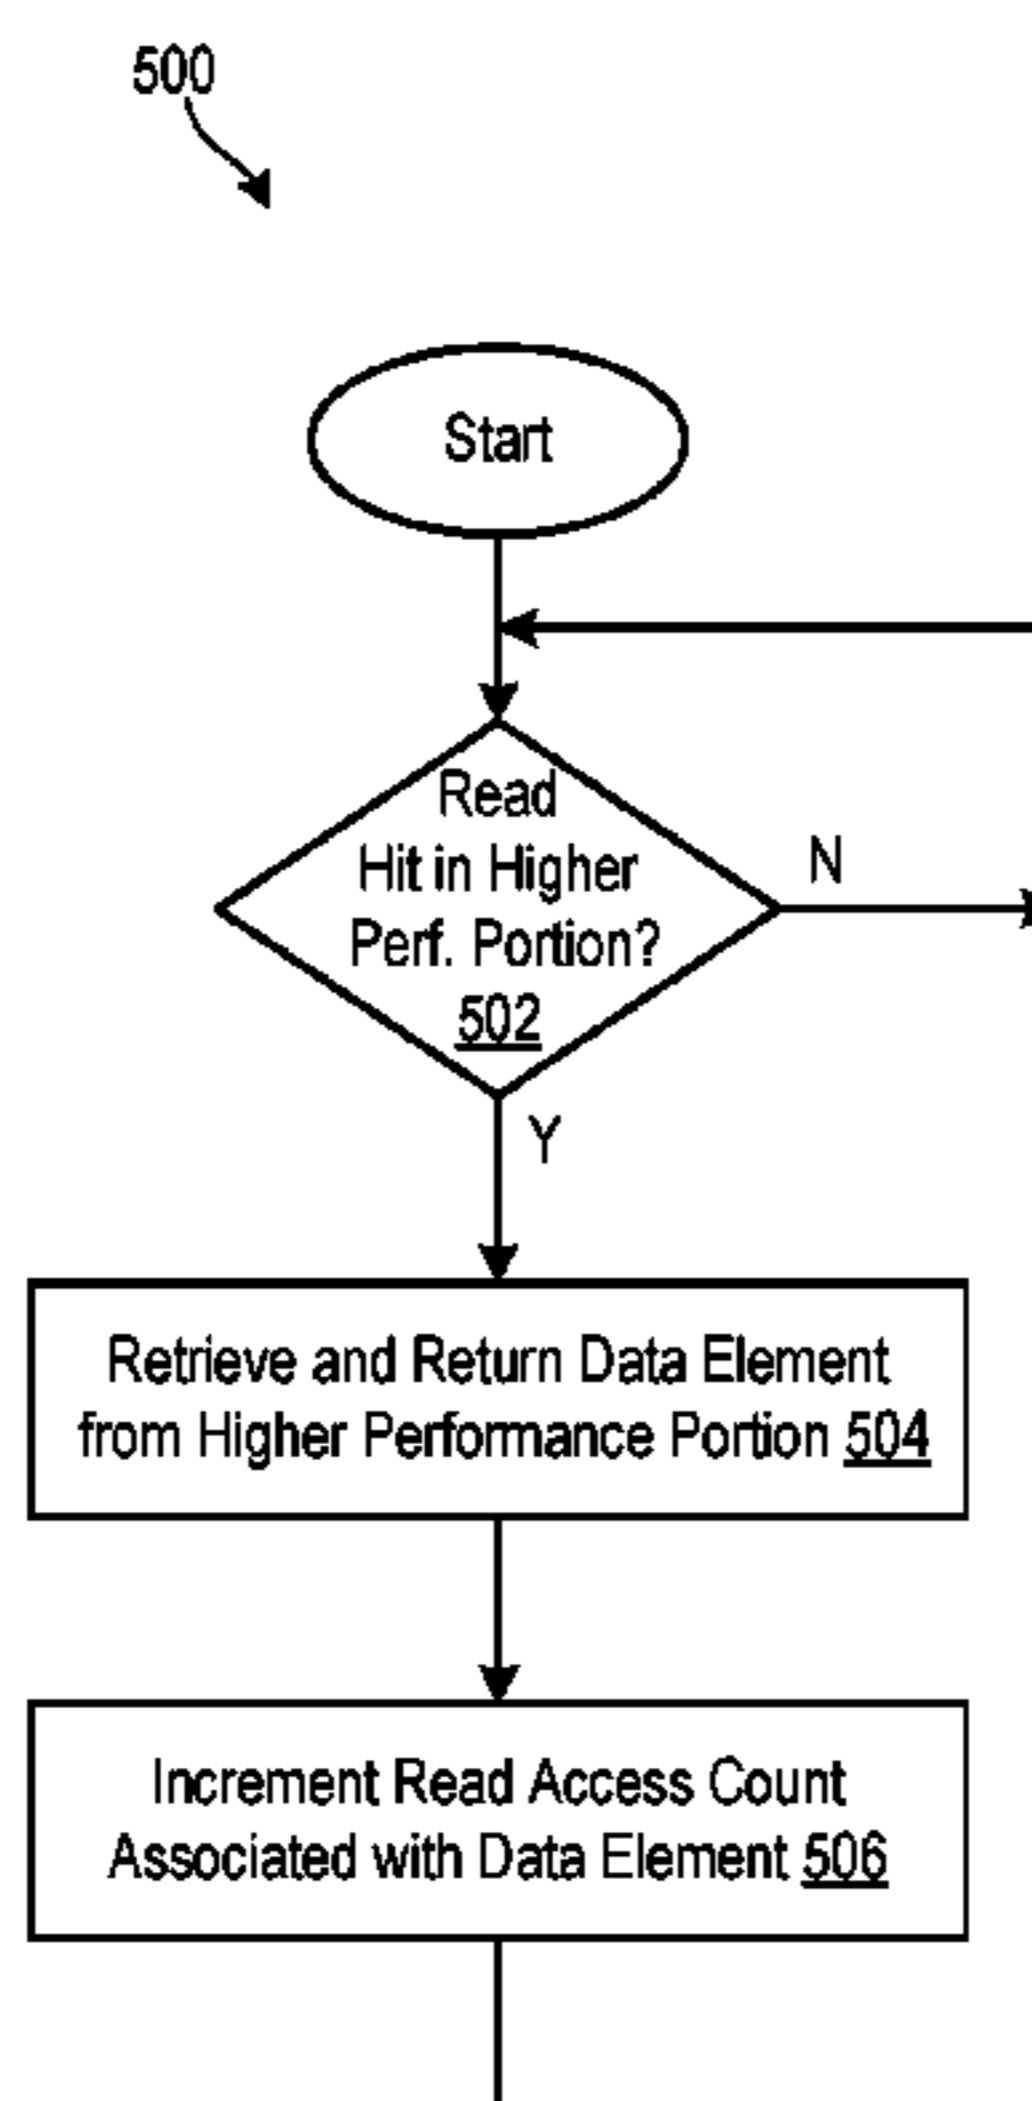 500
Start
Read
Hit in Higher
Perf. Portion?
502
N
Y
Retrieve and Return Data Element
from Higher Performance Portion 504
Increment Read Access Count
Associated with Data Element 506